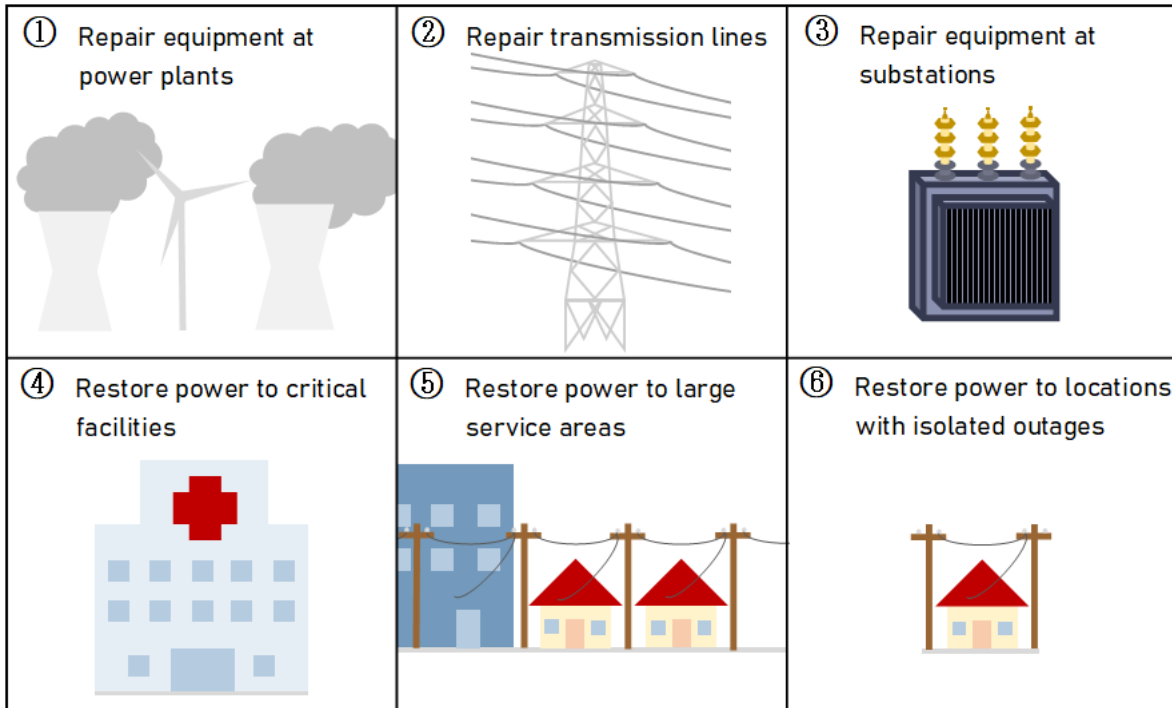 ① Repair equipment at
power plants
② Repair transmission lines
③ Repair equipment at
substations
④ Restore power to critical
facilities
⑤ Restore power to large
service areas
⑥ Restore power to locations
with isolated outages